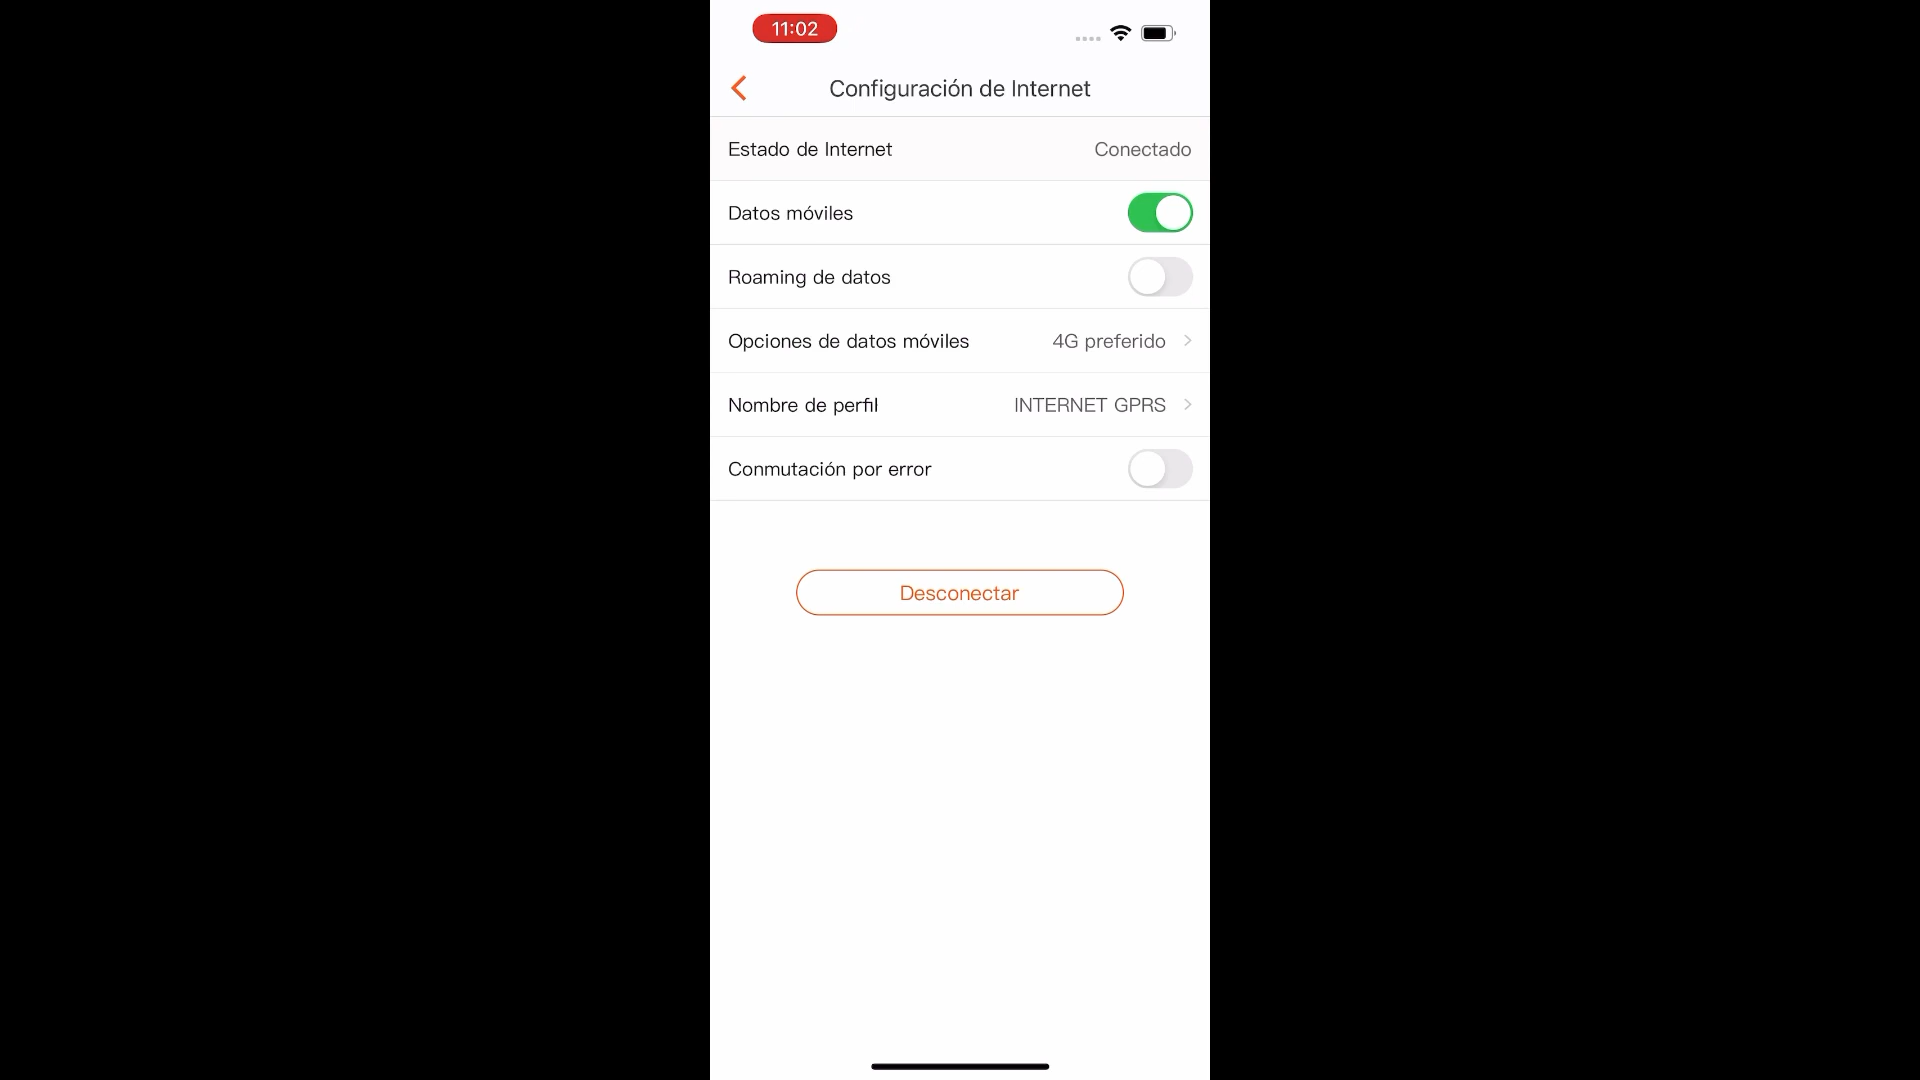 11:02
Configuración de Internet
Estado de Internet Conectado
Datos móviles
Roaming de datos
Opciones de datos móviles 4G preferido
Nombre de perfil INTERNET GPRS
Conmutación por error
Desconectar